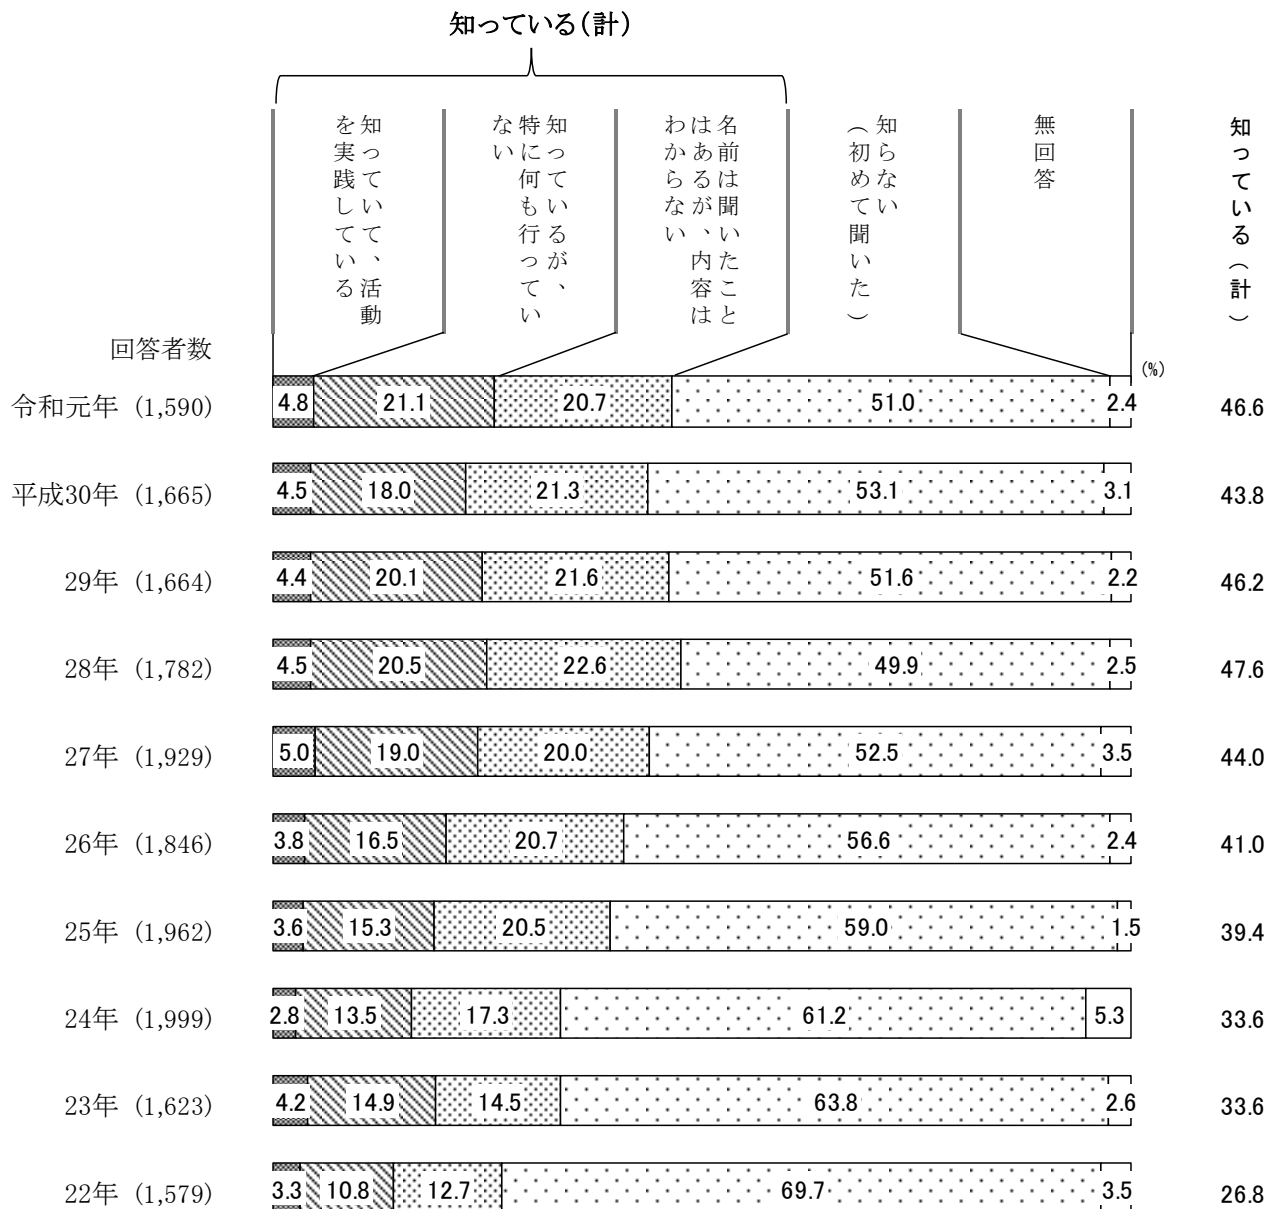 知っている（計）
知っていて、活動
を実践している
知っているが、
特に何も行ってい
ない
名前は聞いたこと
はあるが、内容は
わからない
知らない
（初めて聞いた）
無回答
知っている（計）
回答者数
(%)
令和元年 (1,590) 4.8 21.1 20.7 51.0 2.4 46.6
平成30年 (1,665) 4.5 18.0 21.3 53.1 3.1 43.8
29年 (1,664) 4.4 20.1 21.6 51.6 2.2 46.2
28年 (1,782) 4.5 20.5 22.6 49.9 2.5 47.6
27年 (1,929) 5.0 19.0 20.0 52.5 3.5 44.0
26年 (1,846) 3.8 16.5 20.7 56.6 2.4 41.0
25年 (1,962) 3.6 15.3 20.5 59.0 1.5 39.4
24年 (1,999) 2.8 13.5 17.3 61.2 5.3 33.6
23年 (1,623) 4.2 14.9 14.5 63.8 2.6 33.6
22年 (1,579) 3.3 10.8 12.7 69.7 3.5 26.8